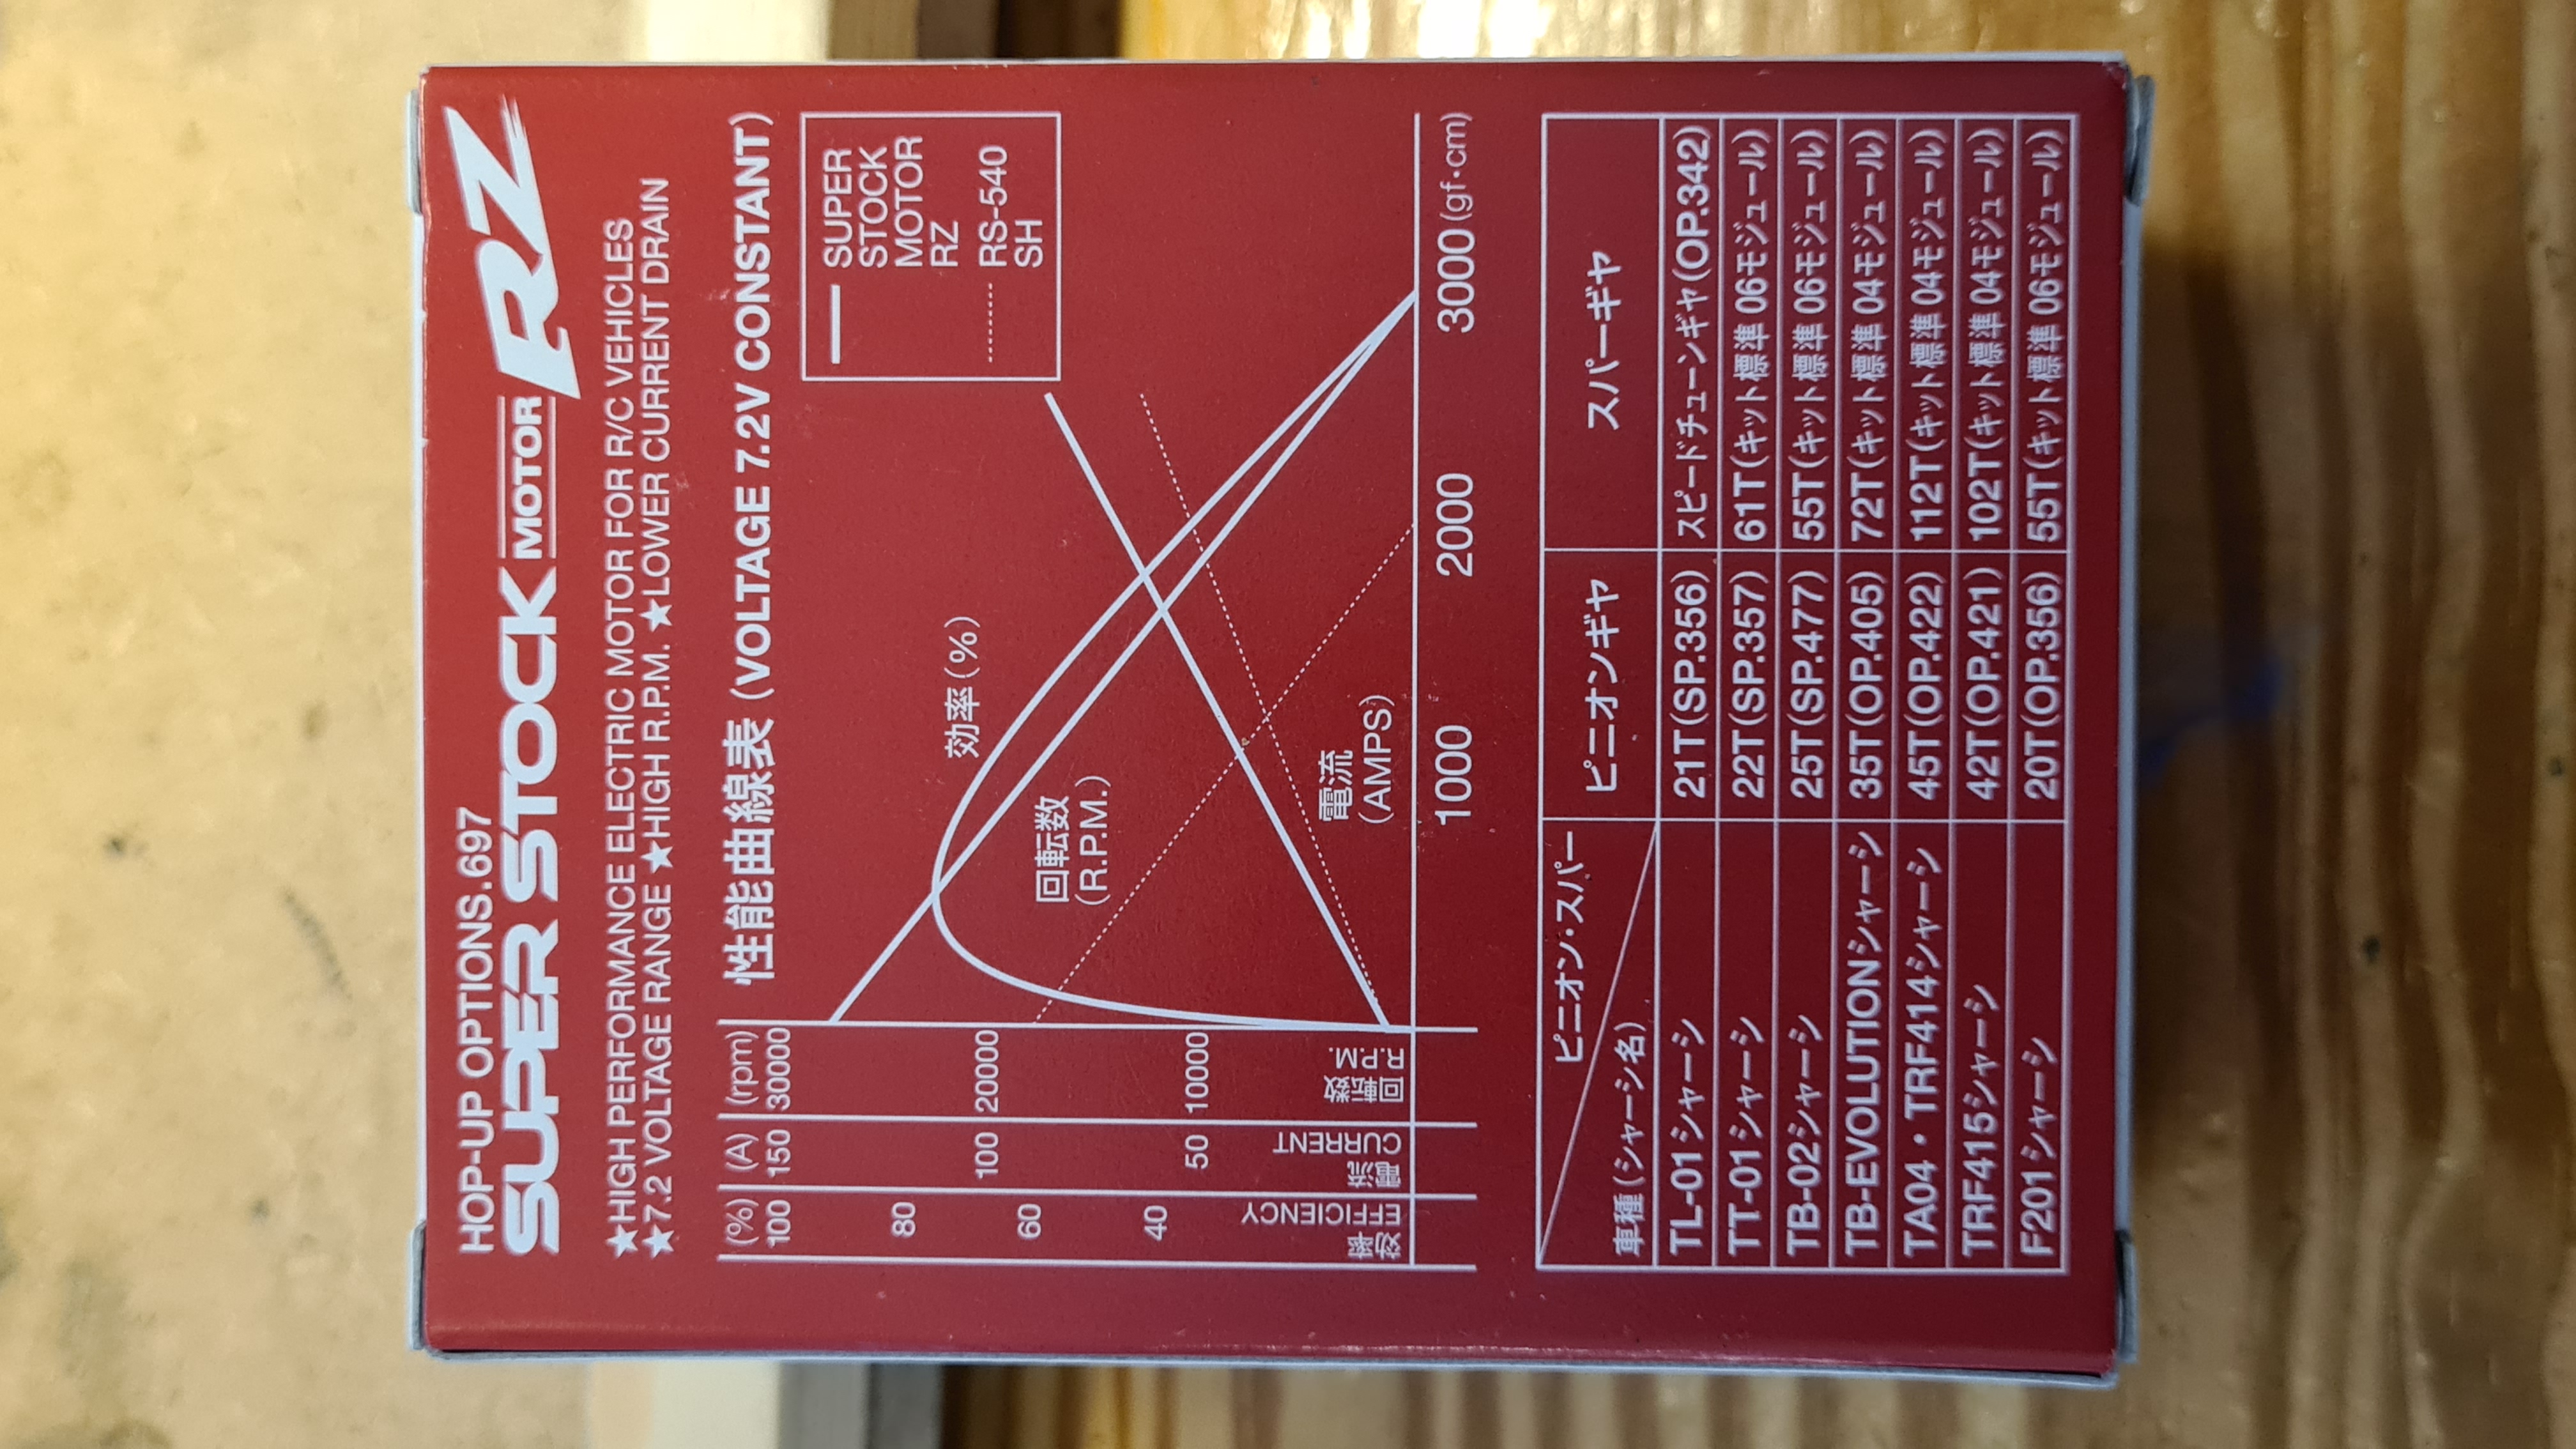 HOP-UP OPTIONS.697
SUPER STOCK MOTOR RZ
★HIGH PERFORMANCE ELECTRIC MOTOR FOR R/C VEHICLES
★7.2 VOLTAGE RANGE ★HIGH R.P.M. ★LOWER CURRENT DRAIN
性能曲線表 (VOLTAGE 7.2V CONSTANT)
(%) (A) (rpm)
100 150 30000
80
100 20000
60
40
50 10000
効率 EFFICIENCY
電流 CURRENT
回転数 R.P.M.
SUPER
STOCK
MOTOR
RZ
RS-540
SH
効率(%)
回転数
(R.P.M.)
電流
(AMPS)
1000 2000 3000(gf・cm)
ピニオン・スパー
車種(シャーシ名) ピニオンギヤ スパーギヤ
TL-01シャーシ 21T(SP.356) スピードチューンギヤ(OP.342)
TT-01シャーシ 22T(SP.357) 61T(キット標準 06モジュール)
TB-02シャーシ 25T(SP.477) 55T(キット標準 06モジュール)
TB-EVOLUTIONシャーシ 35T(OP.405) 72T(キット標準 04モジュール)
TA04・TRF414シャーシ 45T(OP.422) 112T(キット標準 04モジュール)
TRF415シャーシ 42T(OP.421) 102T(キット標準 04モジュール)
F201シャーシ 20T(OP.356) 55T(キット標準 06モジュール)